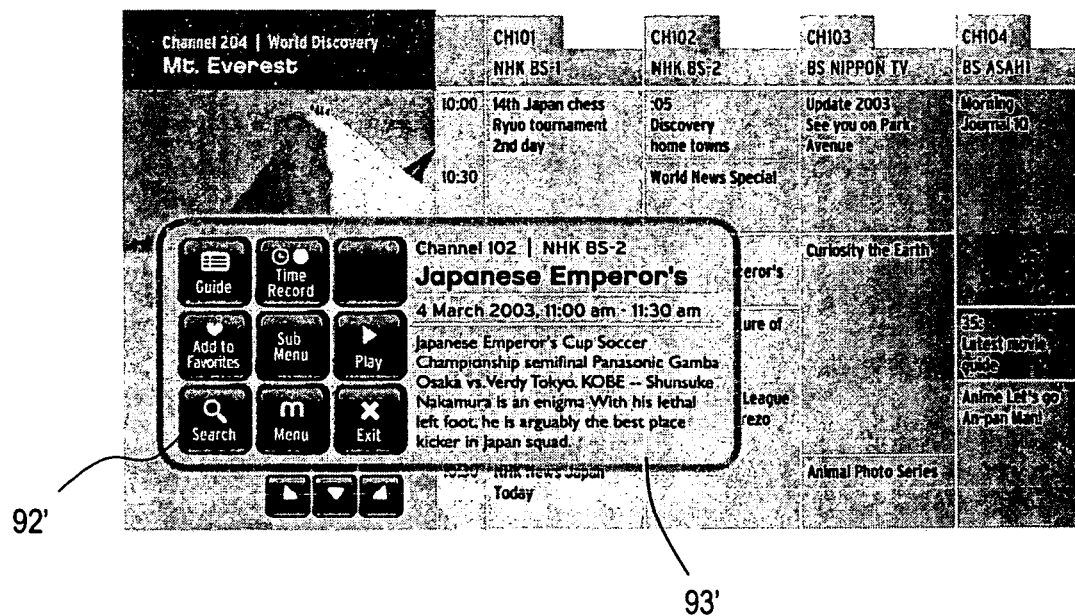 Channel 204 | World Discovery
Mt. Everest
CH101
NHK BS-1
CH102
NHK BS-2
CH103
BS NIPPON TV
CH104
BS ASAHI
10:00
14th Japan chess
Ryuo tournament
2nd day
:05
Discovery
home towns
Update 2003
See you on Park
Avenue
Morning
Journal 10
10:30
World News Special
Curiosity the Earth
Guide
Time
Record
Add to
Favorites
Sub
Menu
Play
Search
m
Menu
Exit
Channel 102 | NHK BS-2
Japanese Emperor's
4 March 2003, 11:00 am - 11:30 am
Japanese Emperor's Cup Soccer
Championship semifinal Panasonic Gamba
Osaka vs. Verdy Tokyo. KOBE -- Shunsuke
Nakamura is an enigma With his lethal
left foot, he is arguably the best place
kicker in Japan squad.
ure of
League
35:
Latest movie
guide
Anime Let's go
An-pan Man!
NHK News Japan
Today
Animal Photo Series
92'
93'